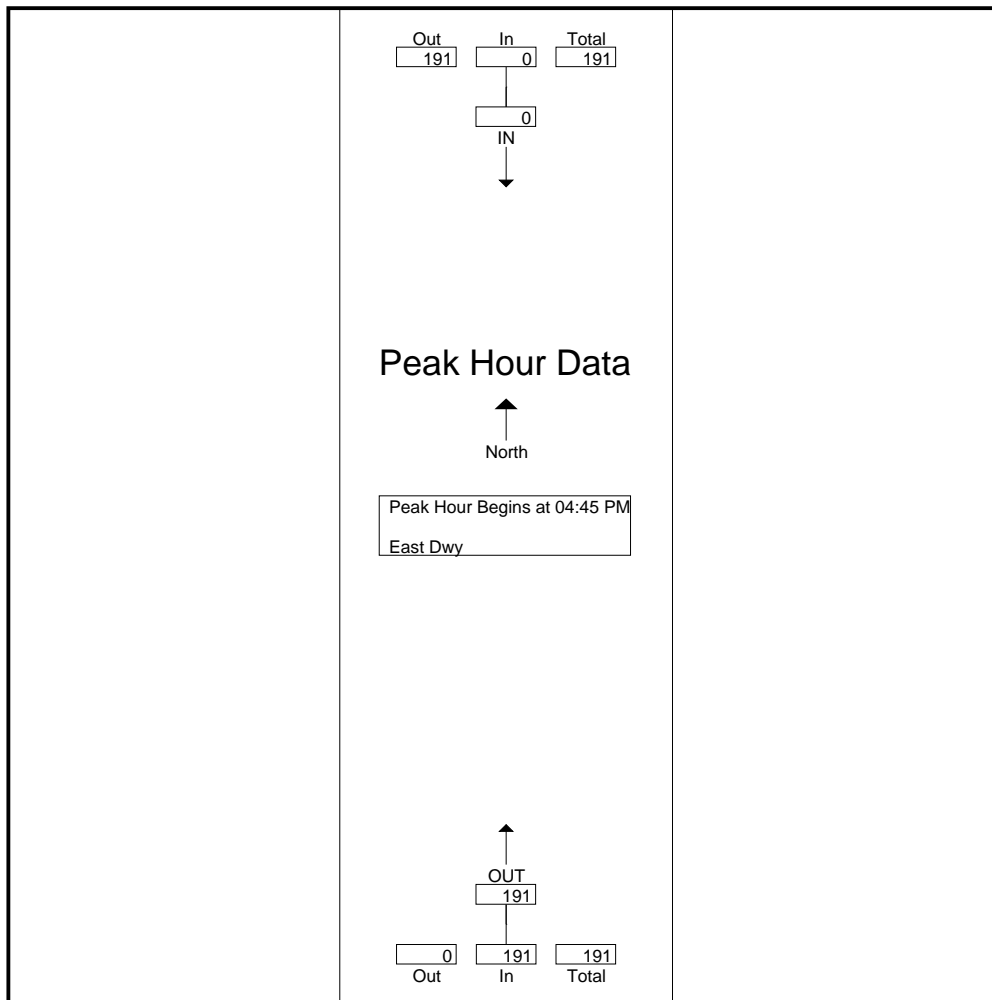 Out In Total
191 0 191
0
IN
Peak Hour Data
North
Peak Hour Begins at 04:45 PM
East Dwy
OUT
191
0 191 191
Out In Total